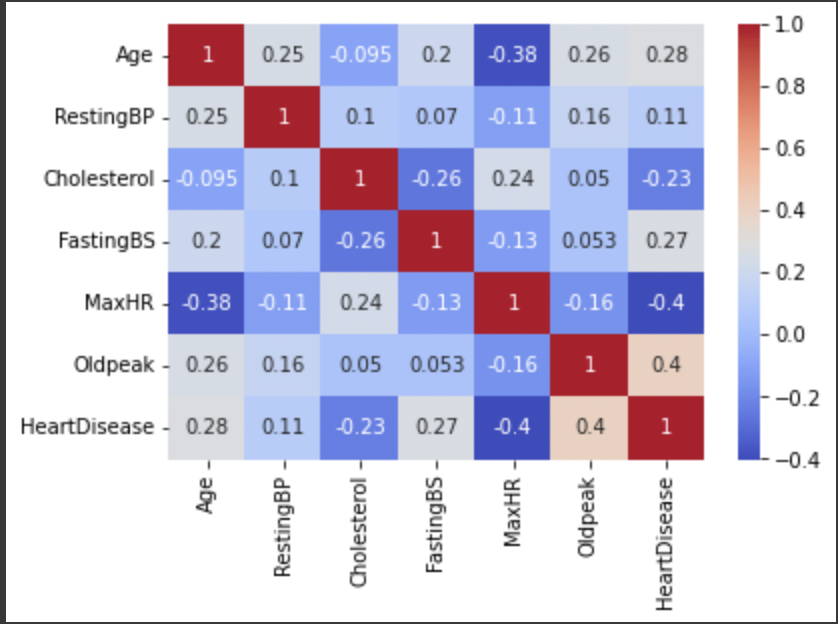 Age 1 0.25 -0.095 0.2 -0.38 0.26 0.28
RestingBP 0.25 1 0.1 0.07 -0.11 0.16 0.11
Cholesterol -0.095 0.1 1 -0.26 0.24 0.05 -0.23
FastingBS 0.2 0.07 -0.26 1 -0.13 0.053 0.27
MaxHR -0.38 -0.11 0.24 -0.13 1 -0.16 -0.4
Oldpeak 0.26 0.16 0.05 0.053 -0.16 1 0.4
HeartDisease 0.28 0.11 -0.23 0.27 -0.4 0.4 1
Age RestingBP Cholesterol FastingBS MaxHR Oldpeak HeartDisease
1.0
0.8
0.6
0.4
0.2
0.0
−0.2
−0.4